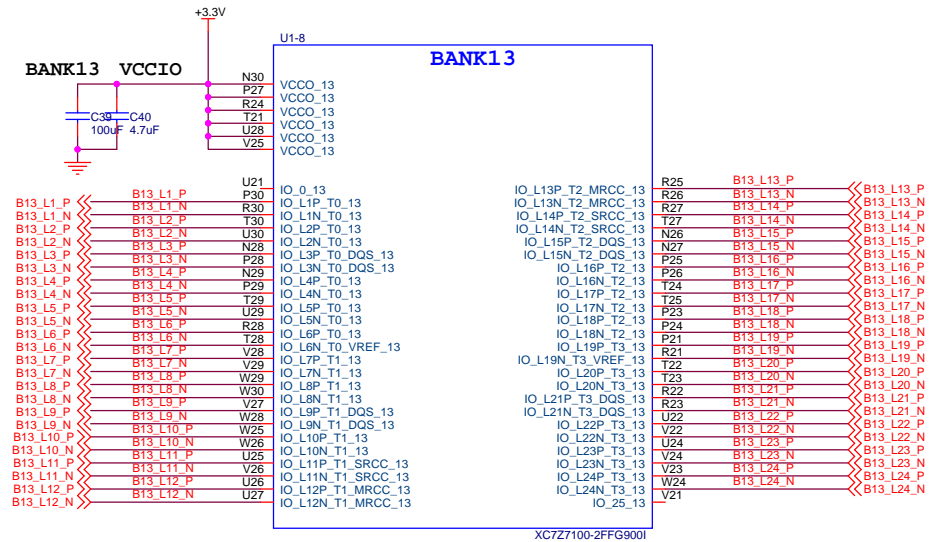 +3.3V
U1-8
BANK13
BANK13 VCCIO
C39
100uF
C40
4.7uF
N30 VCCO_13
P27 VCCO_13
R24 VCCO_13
T21 VCCO_13
U28 VCCO_13
V25 VCCO_13
U21 IO_0_13
B13_L1_P B13_L1_P P30 IO_L1P_T0_13
B13_L1_N B13_L1_N R30 IO_L1N_T0_13
B13_L2_P B13_L2_P T30 IO_L2P_T0_13
B13_L2_N B13_L2_N U30 IO_L2N_T0_13
B13_L3_P B13_L3_P N28 IO_L3P_T0_DQS_13
B13_L3_N B13_L3_N P28 IO_L3N_T0_DQS_13
B13_L4_P B13_L4_P N29 IO_L4P_T0_13
B13_L4_N B13_L4_N P29 IO_L4N_T0_13
B13_L5_P B13_L5_P T29 IO_L5P_T0_13
B13_L5_N B13_L5_N U29 IO_L5N_T0_13
B13_L6_P B13_L6_P R28 IO_L6P_T0_13
B13_L6_N B13_L6_N T28 IO_L6N_T0_VREF_13
B13_L7_P B13_L7_P V28 IO_L7P_T1_13
B13_L7_N B13_L7_N V29 IO_L7N_T1_13
B13_L8_P B13_L8_P W29 IO_L8P_T1_13
B13_L8_N B13_L8_N W30 IO_L8N_T1_13
B13_L9_P B13_L9_P V27 IO_L9P_T1_DQS_13
B13_L9_N B13_L9_N W28 IO_L9N_T1_DQS_13
B13_L10_P B13_L10_P W25 IO_L10P_T1_13
B13_L10_N B13_L10_N W26 IO_L10N_T1_13
B13_L11_P B13_L11_P U25 IO_L11P_T1_SRCC_13
B13_L11_N B13_L11_N V26 IO_L11N_T1_SRCC_13
B13_L12_P B13_L12_P U26 IO_L12P_T1_MRCC_13
B13_L12_N B13_L12_N U27 IO_L12N_T1_MRCC_13
IO_L13P_T2_MRCC_13 R25 B13_L13_P B13_L13_P
IO_L13N_T2_MRCC_13 R26 B13_L13_N B13_L13_N
IO_L14P_T2_SRCC_13 R27 B13_L14_P B13_L14_P
IO_L14N_T2_SRCC_13 T27 B13_L14_N B13_L14_N
IO_L15P_T2_DQS_13 N26 B13_L15_P B13_L15_P
IO_L15N_T2_DQS_13 N27 B13_L15_N B13_L15_N
IO_L16P_T2_13 P25 B13_L16_P B13_L16_P
IO_L16N_T2_13 P26 B13_L16_N B13_L16_N
IO_L17P_T2_13 T24 B13_L17_P B13_L17_P
IO_L17N_T2_13 T25 B13_L17_N B13_L17_N
IO_L18P_T2_13 P23 B13_L18_P B13_L18_P
IO_L18N_T2_13 P24 B13_L18_N B13_L18_N
IO_L19P_T3_13 P21 B13_L19_P B13_L19_P
IO_L19N_T3_VREF_13 R21 B13_L19_N B13_L19_N
IO_L20P_T3_13 T22 B13_L20_P B13_L20_P
IO_L20N_T3_13 T23 B13_L20_N B13_L20_N
IO_L21P_T3_DQS_13 R22 B13_L21_P B13_L21_P
IO_L21N_T3_DQS_13 R23 B13_L21_N B13_L21_N
IO_L22P_T3_13 U22 B13_L22_P B13_L22_P
IO_L22N_T3_13 V22 B13_L22_N B13_L22_N
IO_L23P_T3_13 U24 B13_L23_P B13_L23_P
IO_L23N_T3_13 V24 B13_L23_N B13_L23_N
IO_L24P_T3_13 V23 B13_L24_P B13_L24_P
IO_L24N_T3_13 W24 B13_L24_N B13_L24_N
IO_25_13 V21
XC7Z7100-2FFG900I